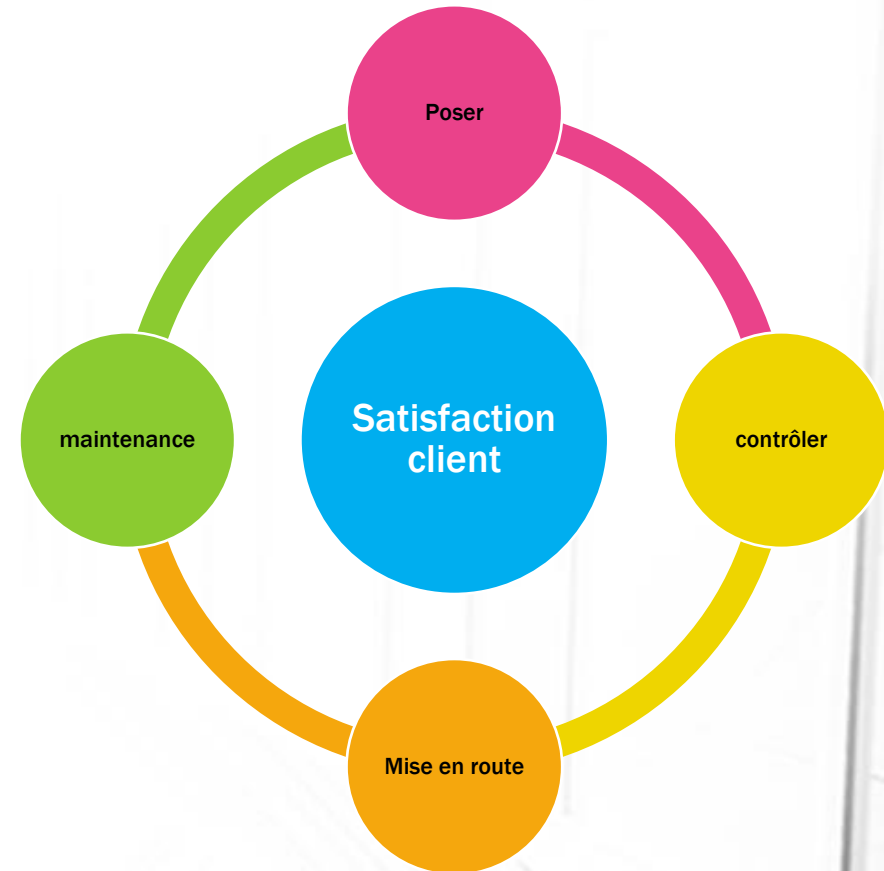 Poser
Satisfaction
client
maintenance
contrôler
Mise en route